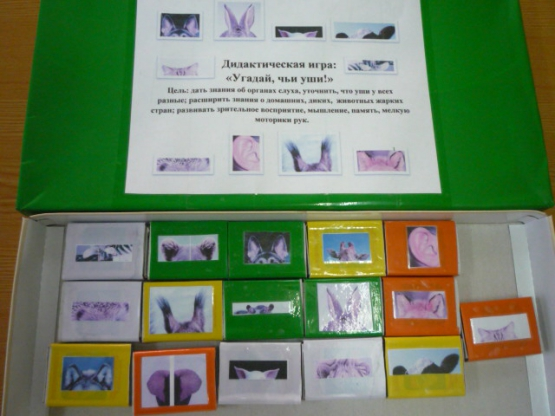 Дидактическая игра:
«Угадай, чьи уши!»
Цель: дать знания об органах слуха, уточнить, что уши у всех
разные; расширить знания о домашних, диких, животных жарких
стран; развивать зрительное восприятие, мышление, память, мелкую
моторики рук.